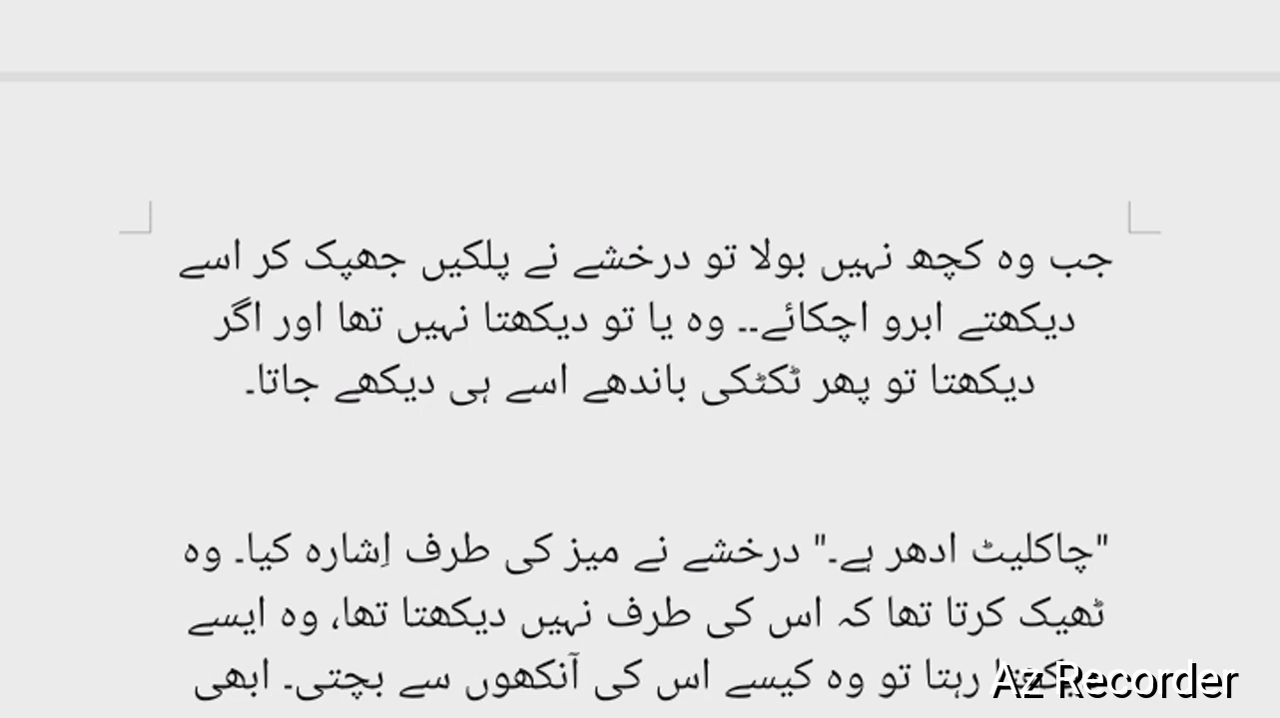 جب وہ کچھ نہیں بولا تو درخشے نے پلکیں جھپک کر اسے
دیکھتے ابرو اچکائے۔۔ وہ یا تو دیکھتا نہیں تھا اور اگر
دیکھتا تو پھر ٹکٹکی باندھے اسے ہی دیکھے جاتا۔
"چاکلیٹ ادھر ہے۔" درخشے نے میز کی طرف اِشارہ کیا۔ وہ
ٹھیک کرتا تھا کہ اس کی طرف نہیں دیکھتا تھا، وہ ایسے
رہتا تو وہ کیسے اس کی آنکھوں سے بچتی۔ ابھی
Az Recorder